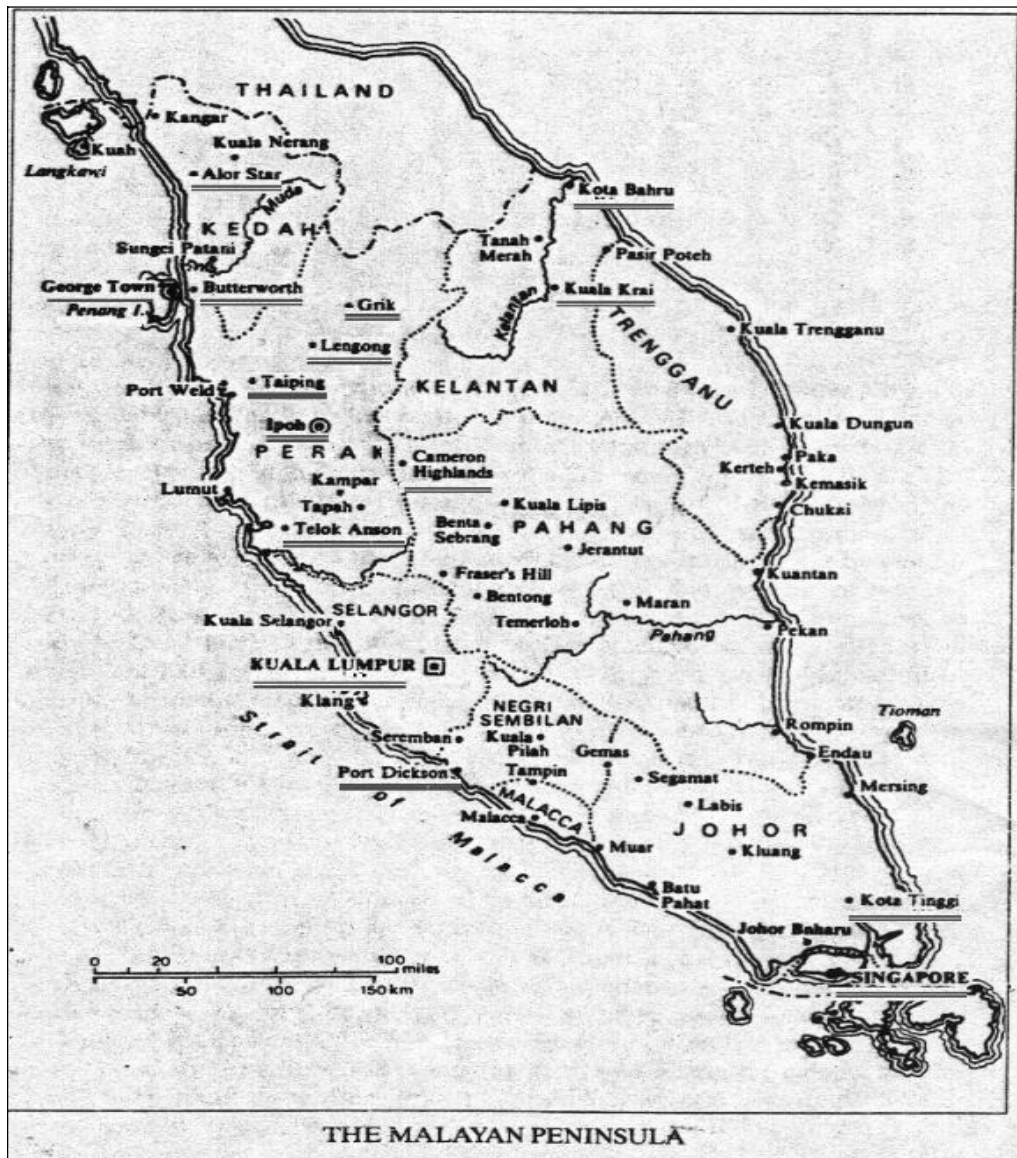 THAILAND
Kangar
Kuah
Langkawi
Kuala Nerang
Alor Star
Muda
KEDAH
Kota Bahru
Sungei Patani
Tanah
Merah
Pasir Poteh
George Town
Penang I.
Butterworth
Grik
Kelantan
Kuala Krai
TRENGGANU
Kuala Trengganu
Lengong
Port Weld
Taiping
KELANTAN
Ipoh
PERAK
Kuala Dungun
Cameron
Highlands
Paka
Kerteh
Kemasik
Lumut
Kampar
Tapah
Kuala Lipis
Chukai
Telok Anson
Benta
Sebrang
PAHANG
Jerantut
Fraser's Hill
Kuantan
Bentong
SELANGOR
Kuala Selangor
Maran
Temerloh
Pahang
Pekan
KUALA LUMPUR
Klang
NEGRI
SEMBILAN
Tioman
Rompin
Seremban
Kuala
Pilah
Gemas
Endau
Port Dickson
Tampin
Segamat
Mersing
MALACCA
Labis
Malacca
JOHOR
Strait of Malacca
Muar
Kluang
Batu
Pahat
Kota Tinggi
Johor Baharu
SINGAPORE
0 20 100 miles
50 100 150 km
THE MALAYAN PENINSULA